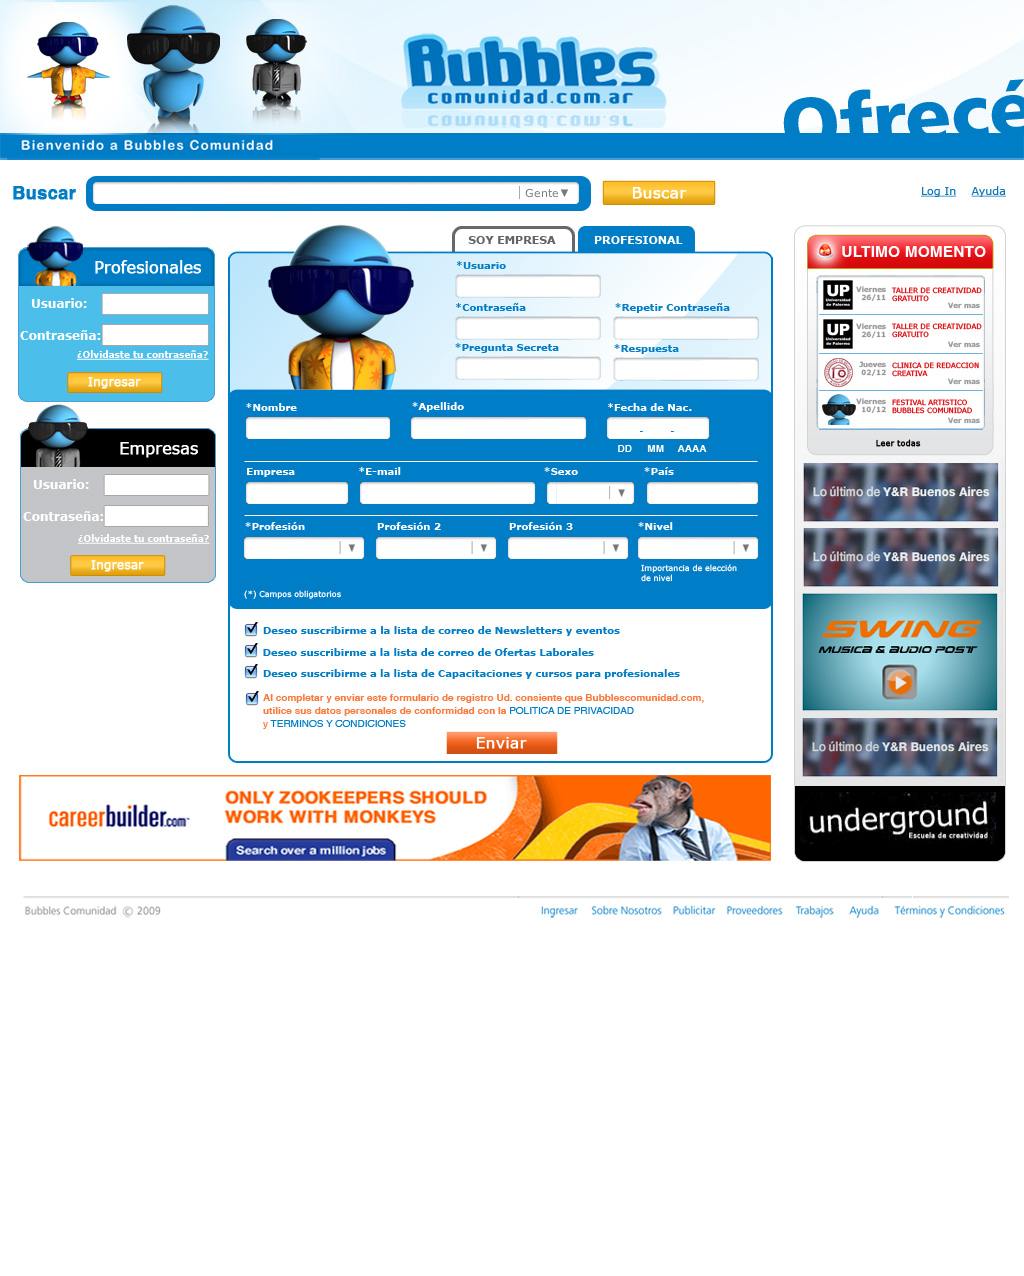 Bubbles
comunidad.com.ar
Ofrecé
Bienvenido a Bubbles Comunidad
Buscar
Gente▼
Buscar
Log In
Ayuda
Profesionales
Usuario:
Contraseña:
¿Olvidaste tu contraseña?
Ingresar
Empresas
Usuario:
Contraseña:
¿Olvidaste tu contraseña?
Ingresar
SOY EMPRESA
PROFESIONAL
*Usuario
*Contraseña
*Repetir Contraseña
*Pregunta Secreta
*Respuesta
*Nombre
*Apellido
*Fecha de Nac.
- -
DD MM AAAA
Empresa
*E-mail
*Sexo
*País
*Profesión
Profesión 2
Profesión 3
*Nivel
Importancia de elección
de nivel
(*) Campos obligatorios
Deseo suscribirme a la lista de correo de Newsletters y eventos
Deseo suscribirme a la lista de correo de Ofertas Laborales
Deseo suscribirme a la lista de Capacitaciones y cursos para profesionales
Al completar y enviar este formulario de registro Ud. consiente que Bubblescomunidad.com,
utilice sus datos personales de conformidad con la POLITICA DE PRIVACIDAD
y TERMINOS Y CONDICIONES
Enviar
ULTIMO MOMENTO
UP
Universidad
de Palermo
Viernes
26/11
TALLER DE CREATIVIDAD
GRATUITO
Ver mas
UP
Universidad
de Palermo
Viernes
26/11
TALLER DE CREATIVIDAD
GRATUITO
Ver mas
Jueves
02/12
CLINICA DE REDACCION
CREATIVA
Ver mas
Viernes
10/12
FESTIVAL ARTISTICO
BUBBLES COMUNIDAD
Ver mas
Leer todas
Lo último de Y&R Buenos Aires
Lo último de Y&R Buenos Aires
SWING
MUSICA & AUDIO POST
Lo último de Y&R Buenos Aires
underground
Escuela de creatividad
careerbuilder.com
ONLY ZOOKEEPERS SHOULD
WORK WITH MONKEYS
Search over a million jobs
Bubbles Comunidad © 2009
Ingresar Sobre Nosotros Publicitar Proveedores Trabajos Ayuda Términos y Condiciones